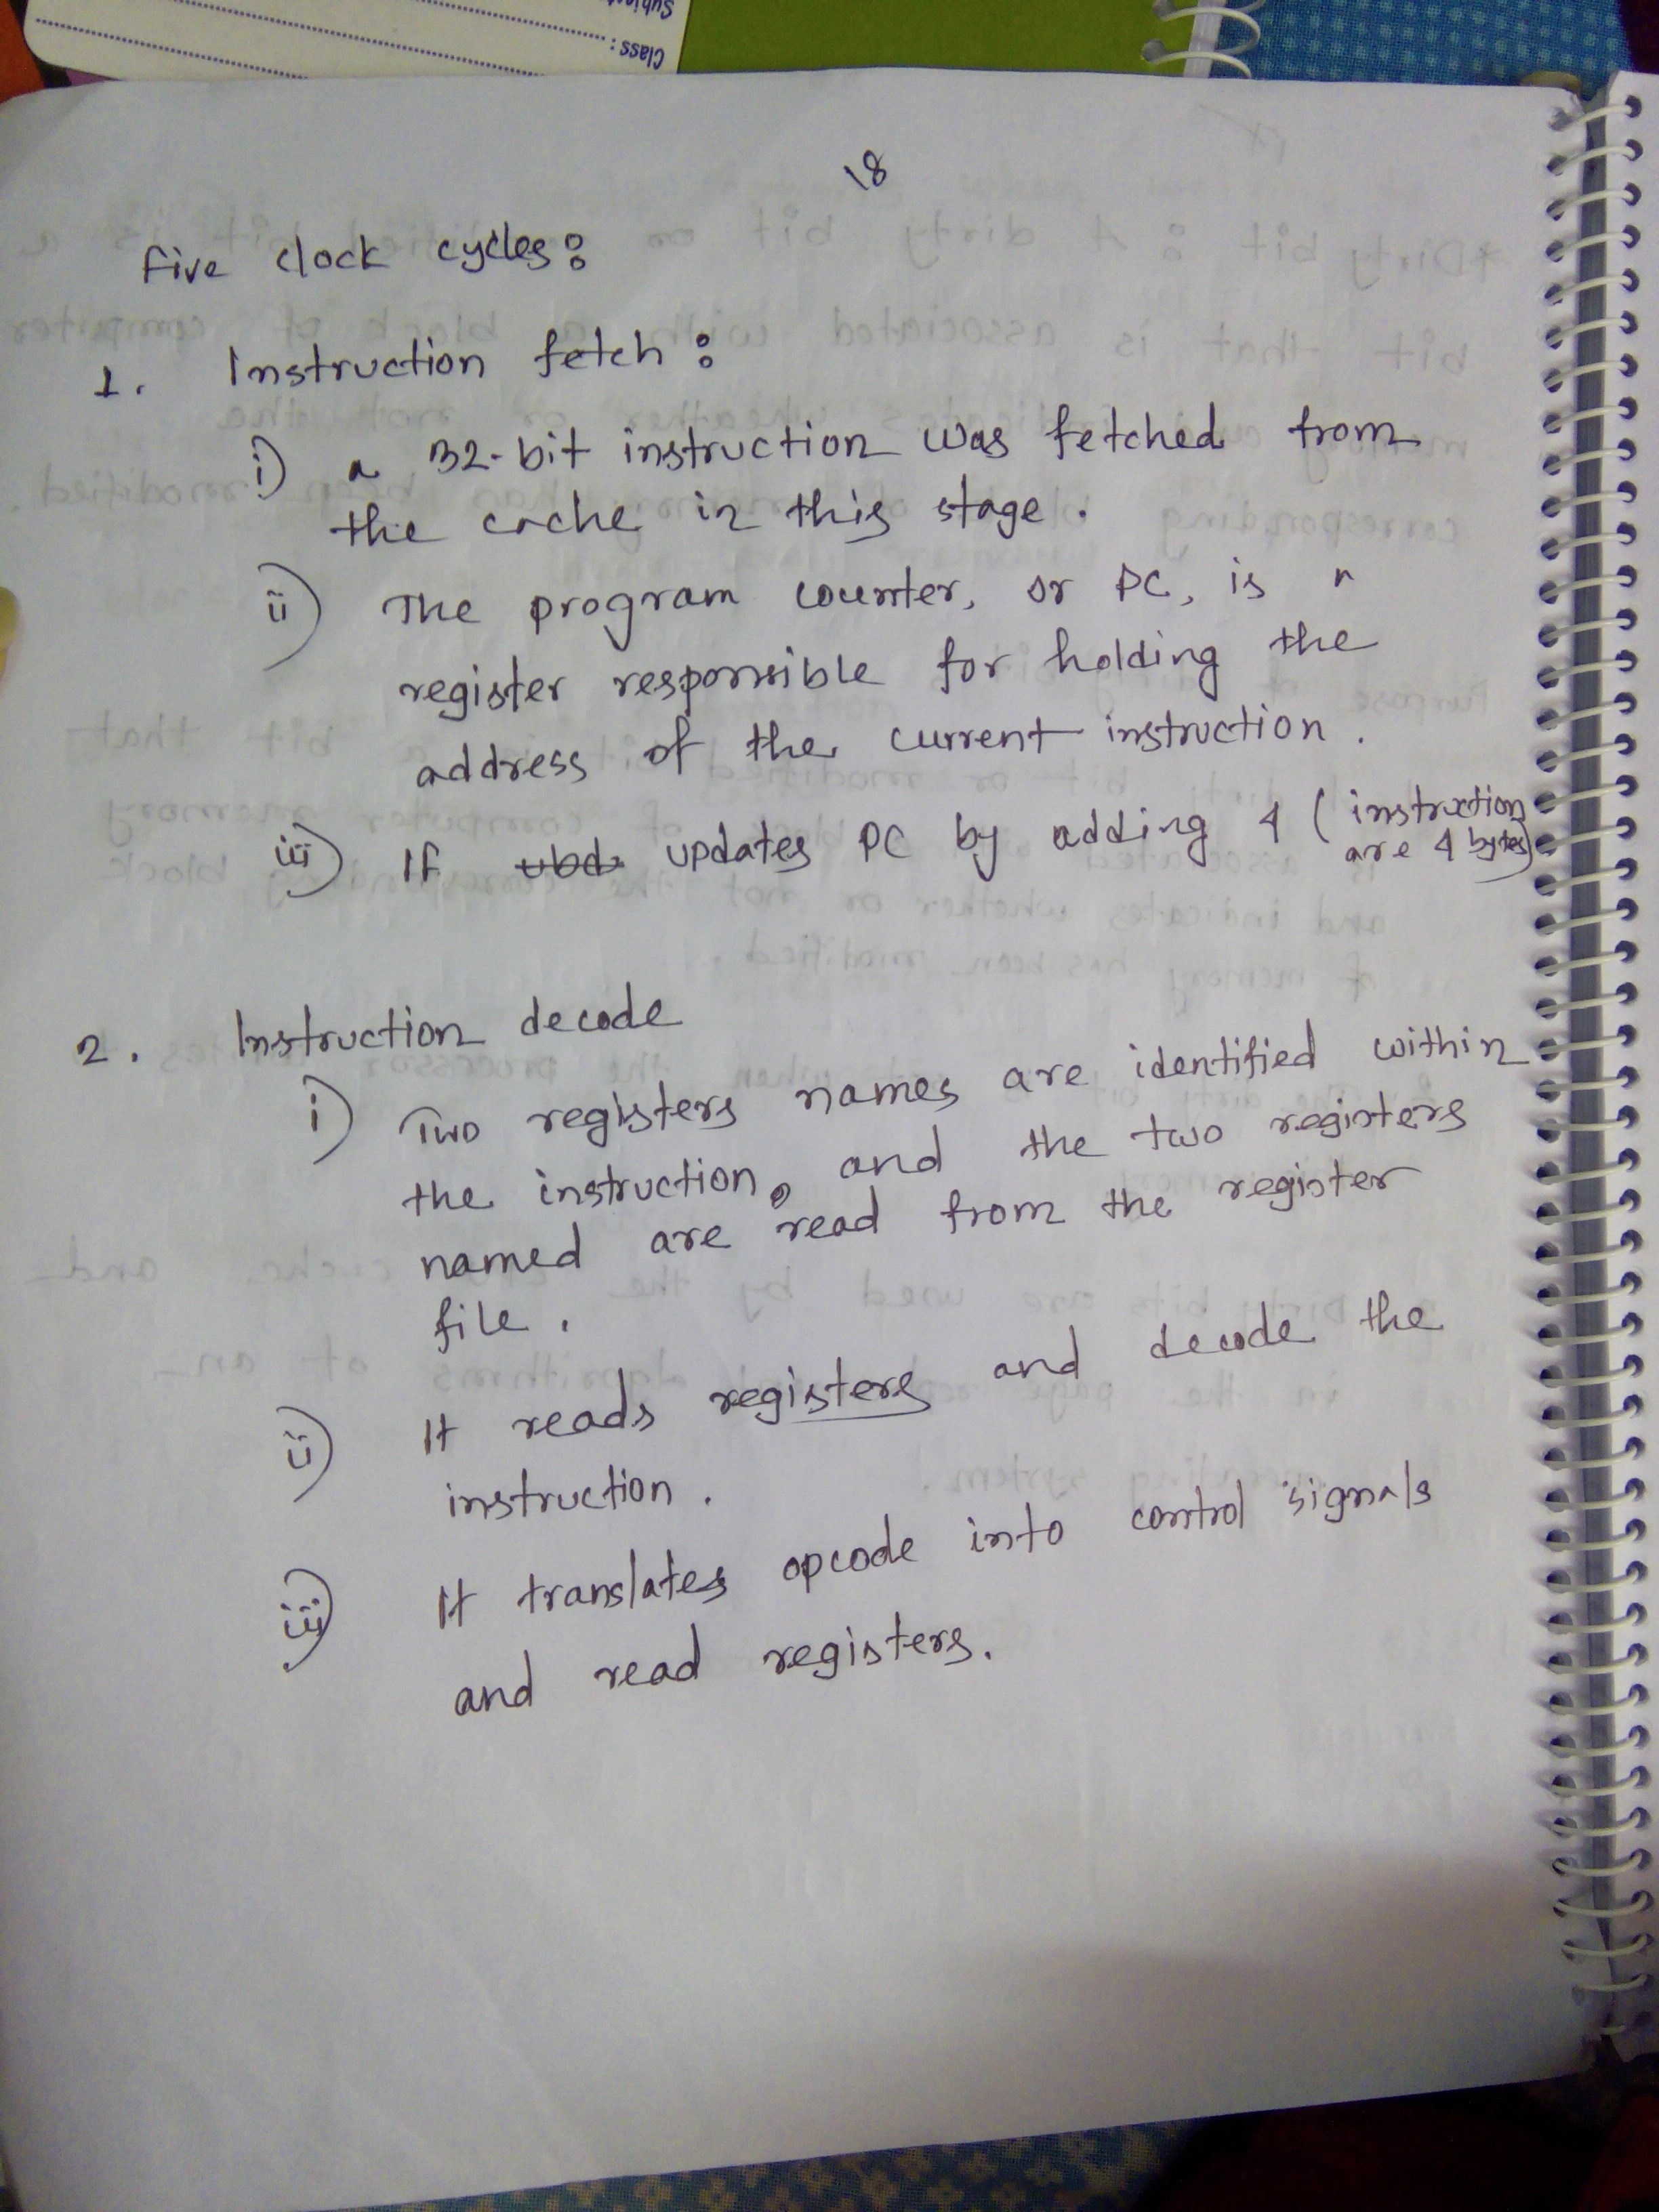 Subject
Class :
18
Five clock cycles:
1. Instruction fetch :
i) a 32-bit instruction was fetched from
the cache in this stage.
ii) The program counter, or PC, is a
register responsible for holding the
address of the current instruction.
iii) If updates PC by adding 4 (instruction
are 4 bytes)
2. Instruction decode
i) Two registers names are identified within
the instruction, and the two registers
named are read from the register
file.
ii) It reads registers and decode the
instruction.
iii) It translates opcode into control signals
and read registers.